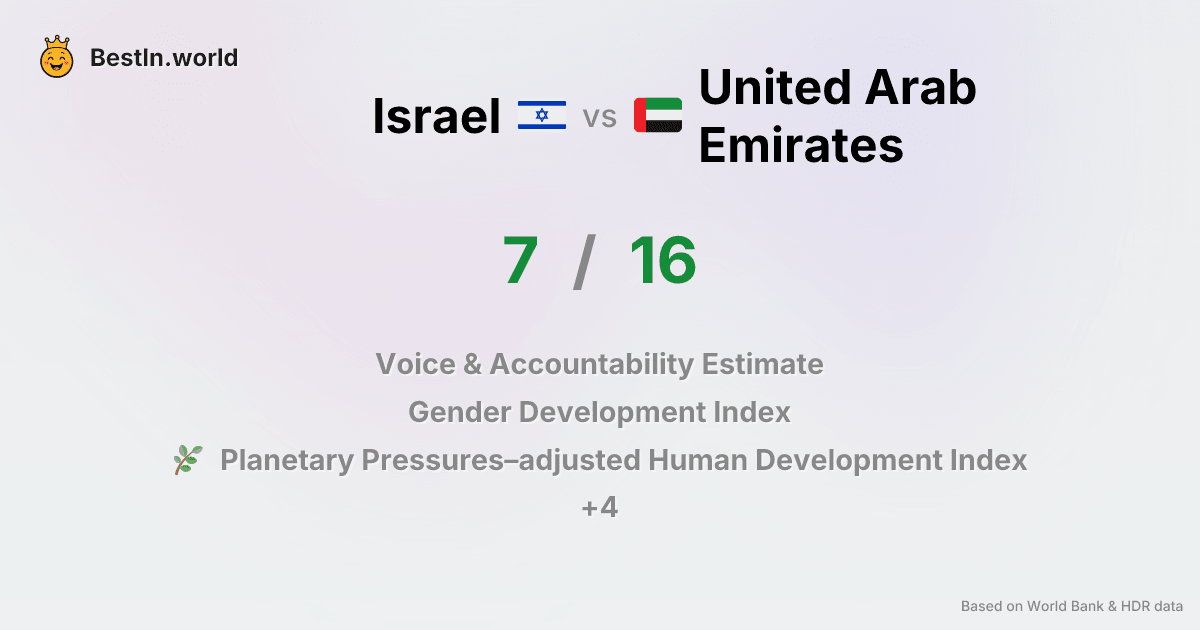 BestIn.world
Israel vs United Arab
Emirates
7 / 16
Voice & Accountability Estimate
Gender Development Index
Planetary Pressures–adjusted Human Development Index
+4
Based on World Bank & HDR data